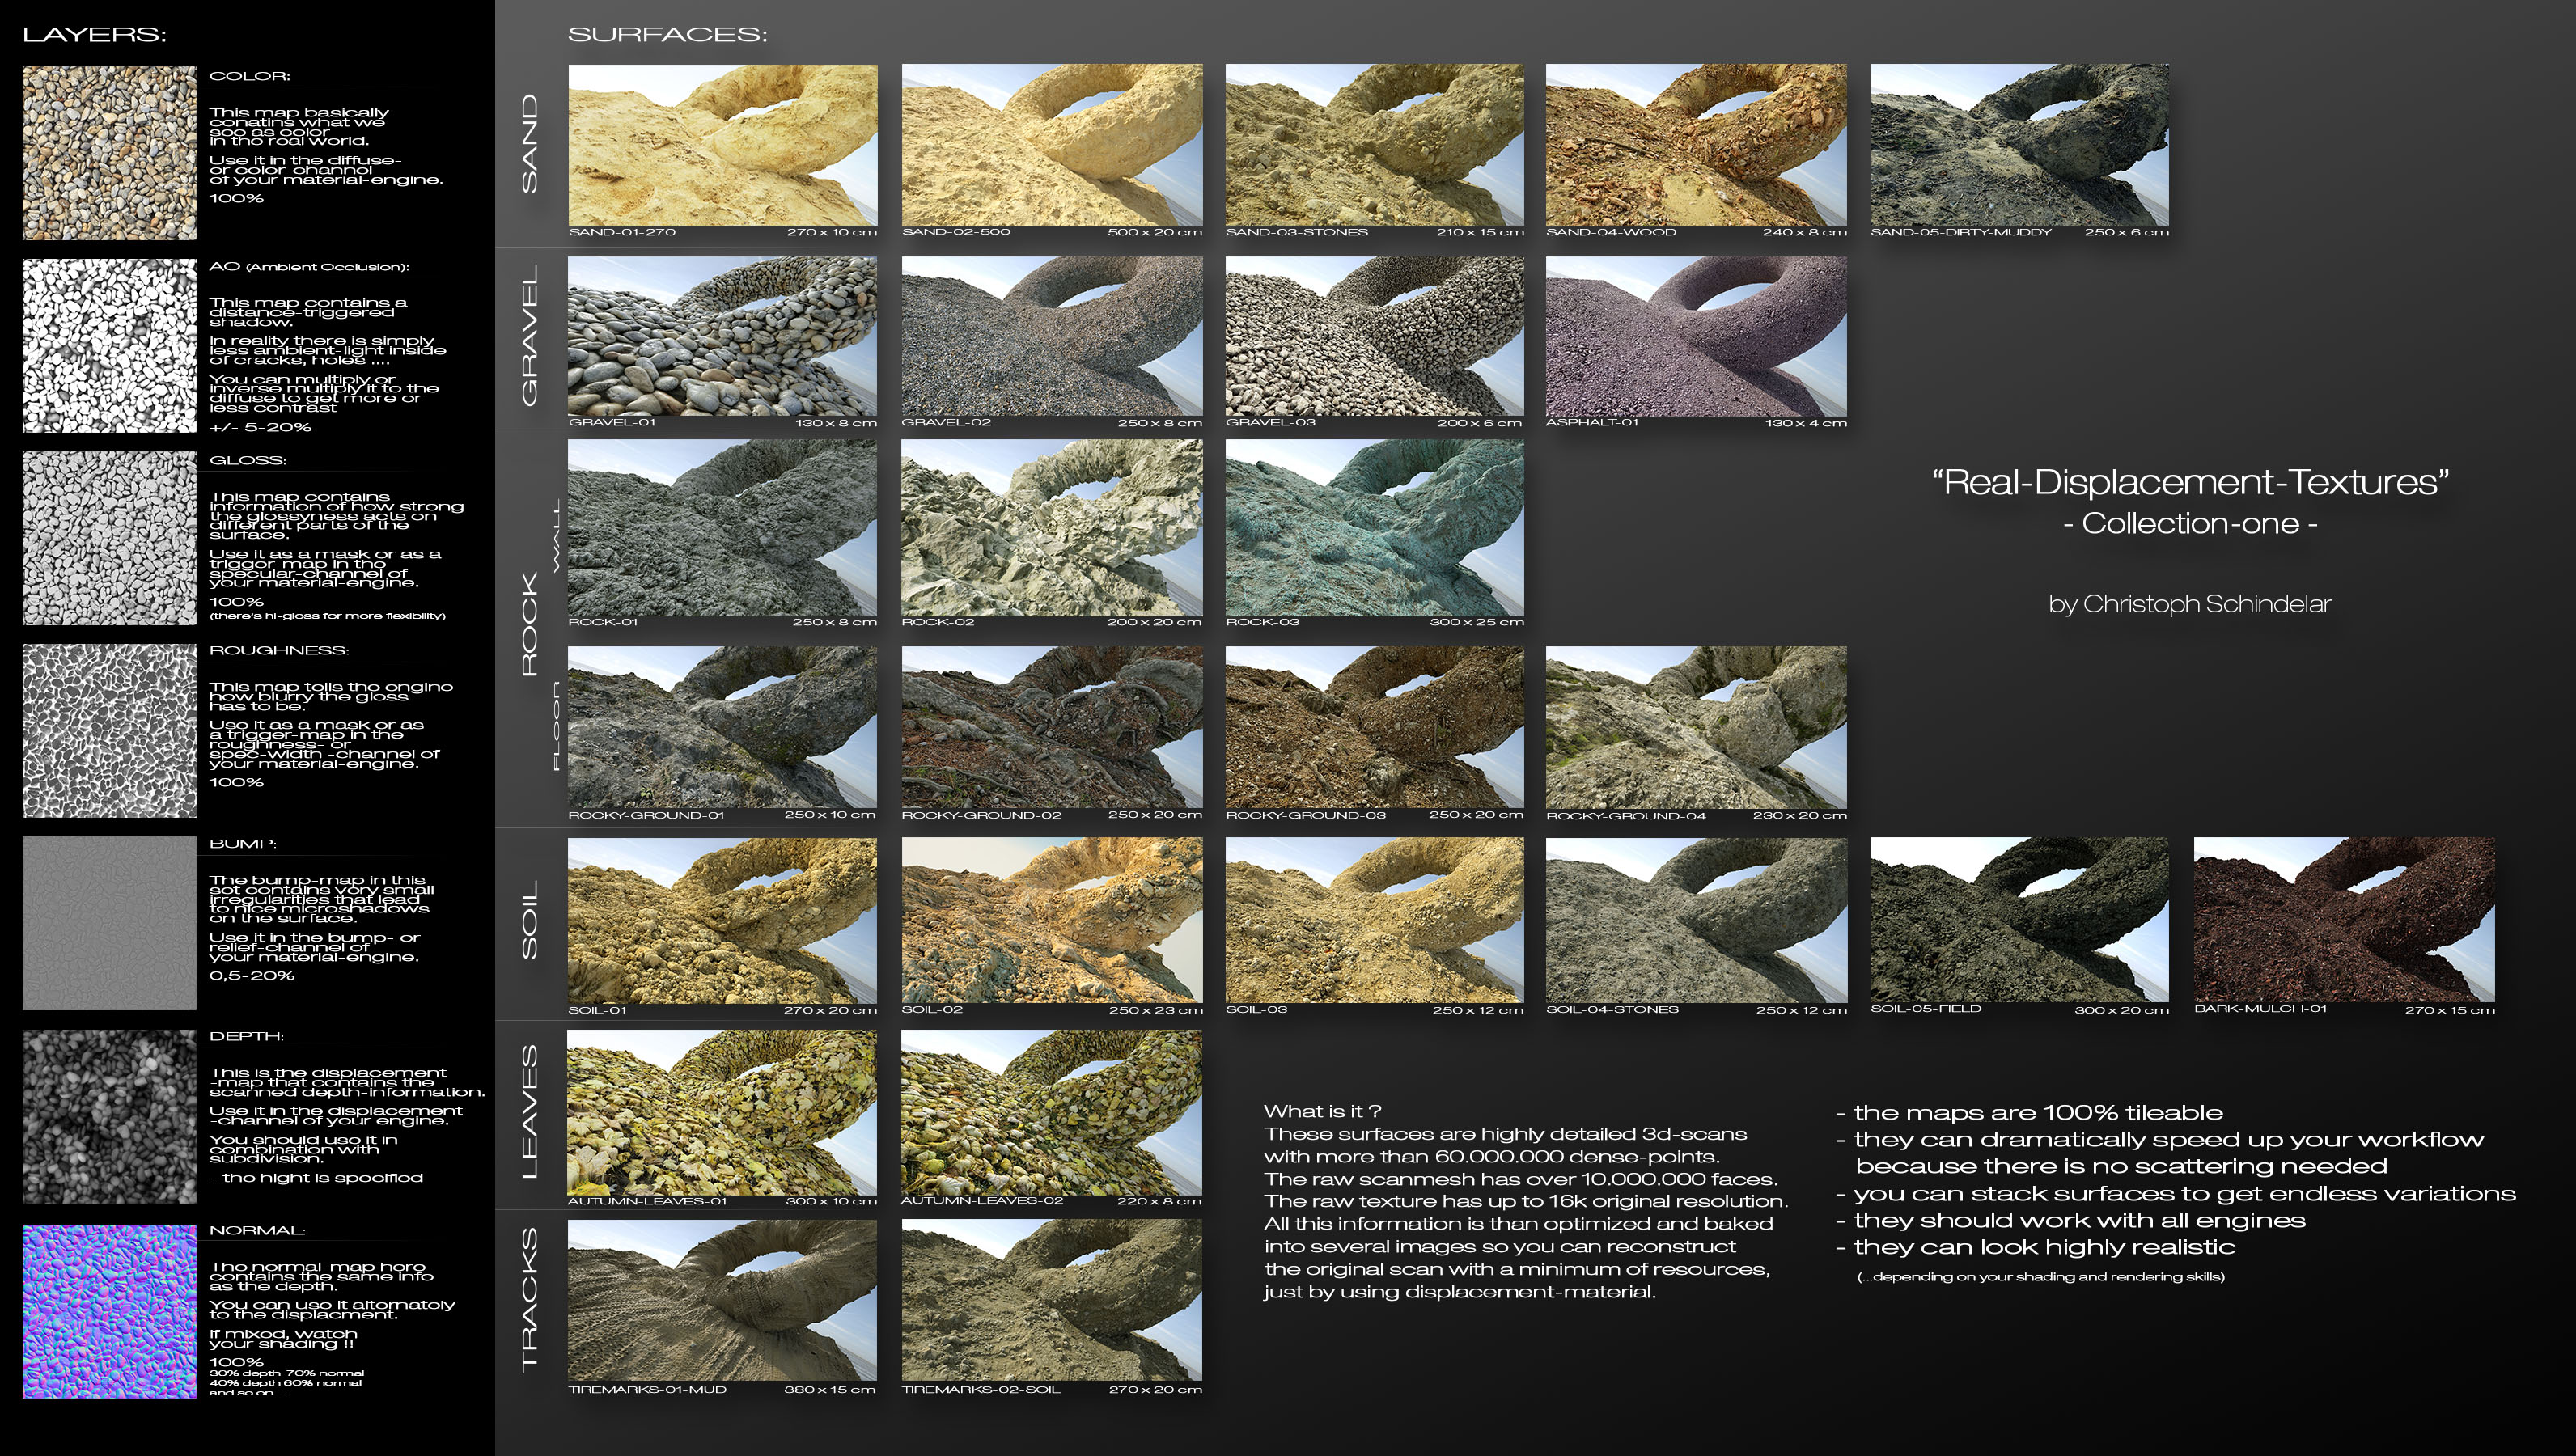 LAYERS:
COLOR:
This map basically
conatins what we
see as color
in the real world.
Use it in the diffuse-
or color-channel
of your material-engine.
100%
AO (Ambient Occlusion):
This map contains a
distance-triggered
shadow.
In reality there is simply
less ambient-light inside
of cracks, holes ....
You can multiply or
inverse multiply it to the
diffuse to get more or
less contrast
+/- 5-20%
GLOSS:
This map contains
information of how strong
the glossyness acts on
different parts of the
surface.
Use it as a mask or as a
trigger-map in the
specular-channel of
your material-engine.
100%
(there's hi-gloss for more flexibility)
ROUGHNESS:
This map tells the engine
how blurry the gloss
has to be.
Use it as a mask or as
a trigger-map in the
roughness- or
spec-width -channel of
your material-engine.
100%
BUMP:
The bump-map in this
set contains very small
irregularities that lead
to nice microshadows
on the surface.
Use it in the bump- or
relief-channel of
your material-engine.
0,5-20%
DEPTH:
This is the displacement
-map that contains the
scanned depth-information.
Use it in the displacement
-channel of your engine.
You should use it in
combination with
subdivision.
- the hight is specified
NORMAL:
The normal-map here
contains the same info
as the depth.
You can use it alternately
to the displacment.
If mixed, watch
your shading !!
100%
30% depth 70% normal
40% depth 60% normal
and so on....
SURFACES:
SAND
SAND-01-270 270 x 10 cm
SAND-02-500 500 x 20 cm
SAND-03-STONES 210 x 15 cm
SAND-04-WOOD 240 x 8 cm
SAND-05-DIRTY-MUDDY 250 x 6 cm
GRAVEL
GRAVEL-01 130 x 8 cm
GRAVEL-02 250 x 8 cm
GRAVEL-03 200 x 6 cm
ASPHALT-01 130 x 4 cm
ROCK
WALL
ROCK-01 250 x 8 cm
ROCK-02 200 x 20 cm
ROCK-03 300 x 25 cm
FLOOR
ROCKY-GROUND-01 250 x 10 cm
ROCKY-GROUND-02 250 x 20 cm
ROCKY-GROUND-03 250 x 20 cm
ROCKY-GROUND-04 230 x 20 cm
SOIL
SOIL-01 270 x 20 cm
SOIL-02 250 x 23 cm
SOIL-03 250 x 12 cm
SOIL-04-STONES 250 x 12 cm
SOIL-05-FIELD 300 x 20 cm
BARK-MULCH-01 270 x 15 cm
LEAVES
AUTUMN-LEAVES-01 300 x 10 cm
AUTUMN-LEAVES-02 220 x 8 cm
TRACKS
TIREMARKS-01-MUD 380 x 15 cm
TIREMARKS-02-SOIL 270 x 20 cm
“Real-Displacement-Textures”
- Collection-one -
by Christoph Schindelar
What is it ?
These surfaces are highly detailed 3d-scans
with more than 60.000.000 dense-points.
The raw scanmesh has over 10.000.000 faces.
The raw texture has up to 16k original resolution.
All this information is than optimized and baked
into several images so you can reconstruct
the original scan with a minimum of resources,
just by using displacement-material.
- the maps are 100% tileable
- they can dramatically speed up your workflow
because there is no scattering needed
- you can stack surfaces to get endless variations
- they should work with all engines
- they can look highly realistic
(...depending on your shading and rendering skills)